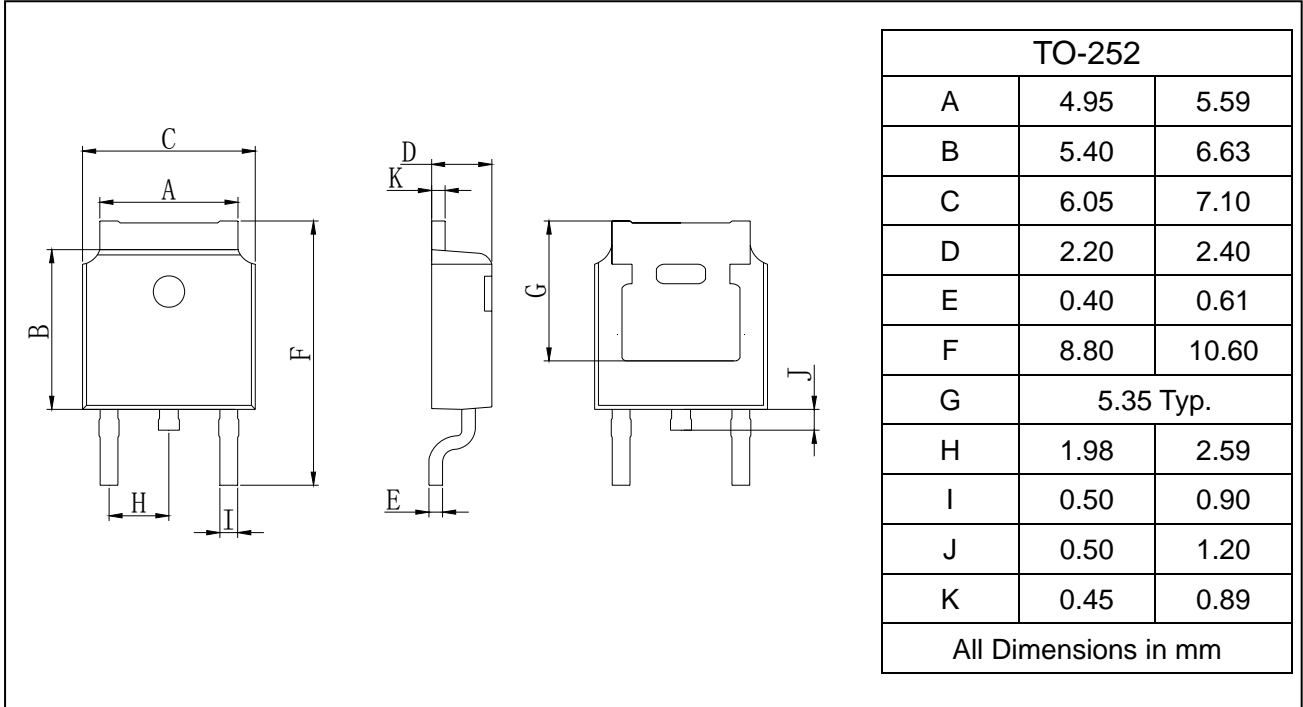 C
A
B
F
H
I
D
K
E
G
J
TO-252
A 4.95 5.59
B 5.40 6.63
C 6.05 7.10
D 2.20 2.40
E 0.40 0.61
F 8.80 10.60
G 5.35 Typ.
H 1.98 2.59
I 0.50 0.90
J 0.50 1.20
K 0.45 0.89
All Dimensions in mm